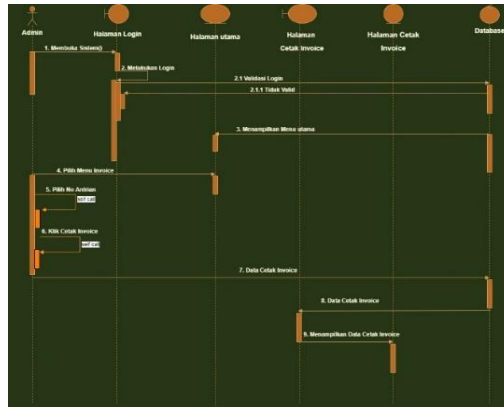 Admin
Halaman Login
Halaman utama
Halaman
Cetak Invoice
Halaman Cetak
Invoice
Database
1. Membuka Sistem()
2. Melakukan Login
2.1 Validasi Login
2.1.1 Tidak Valid
3. Menampilkan Menu utama
4. Pilih Menu Invoice
5. Pilih No Antrian
self call
6. Klik Cetak Invoice
self call
7. Data Cetak Invoice
8. Data Cetak Invoice
9. Menampilkan Data Cetak Invoice